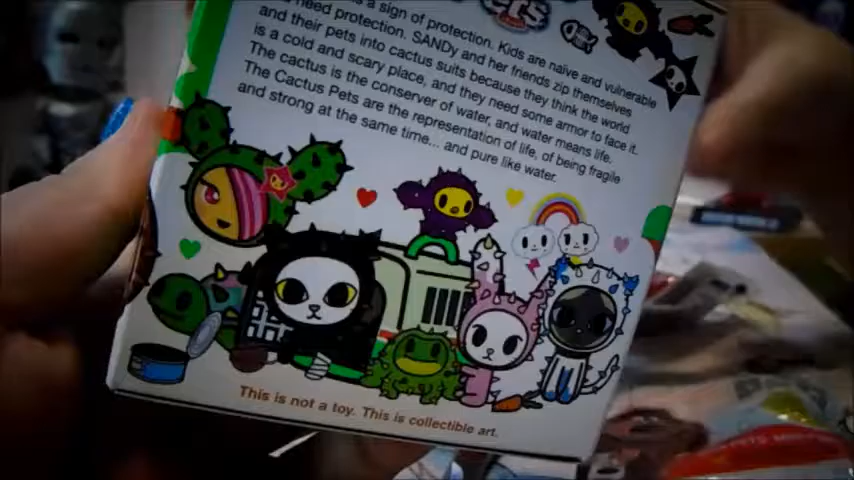 is a sign of protection. Kids are naive and vulnerable
and need protection. SANDy and her friends zip themselves
and their pets into cactus suits because they think the world
is a cold and scary place, and they need some armor to face it.
The cactus is the conserver of water, and water means life.
The Cactus Pets are the representation of life, of being fragile
and strong at the same time... and pure like water.
This is not a toy. This is collectible art.